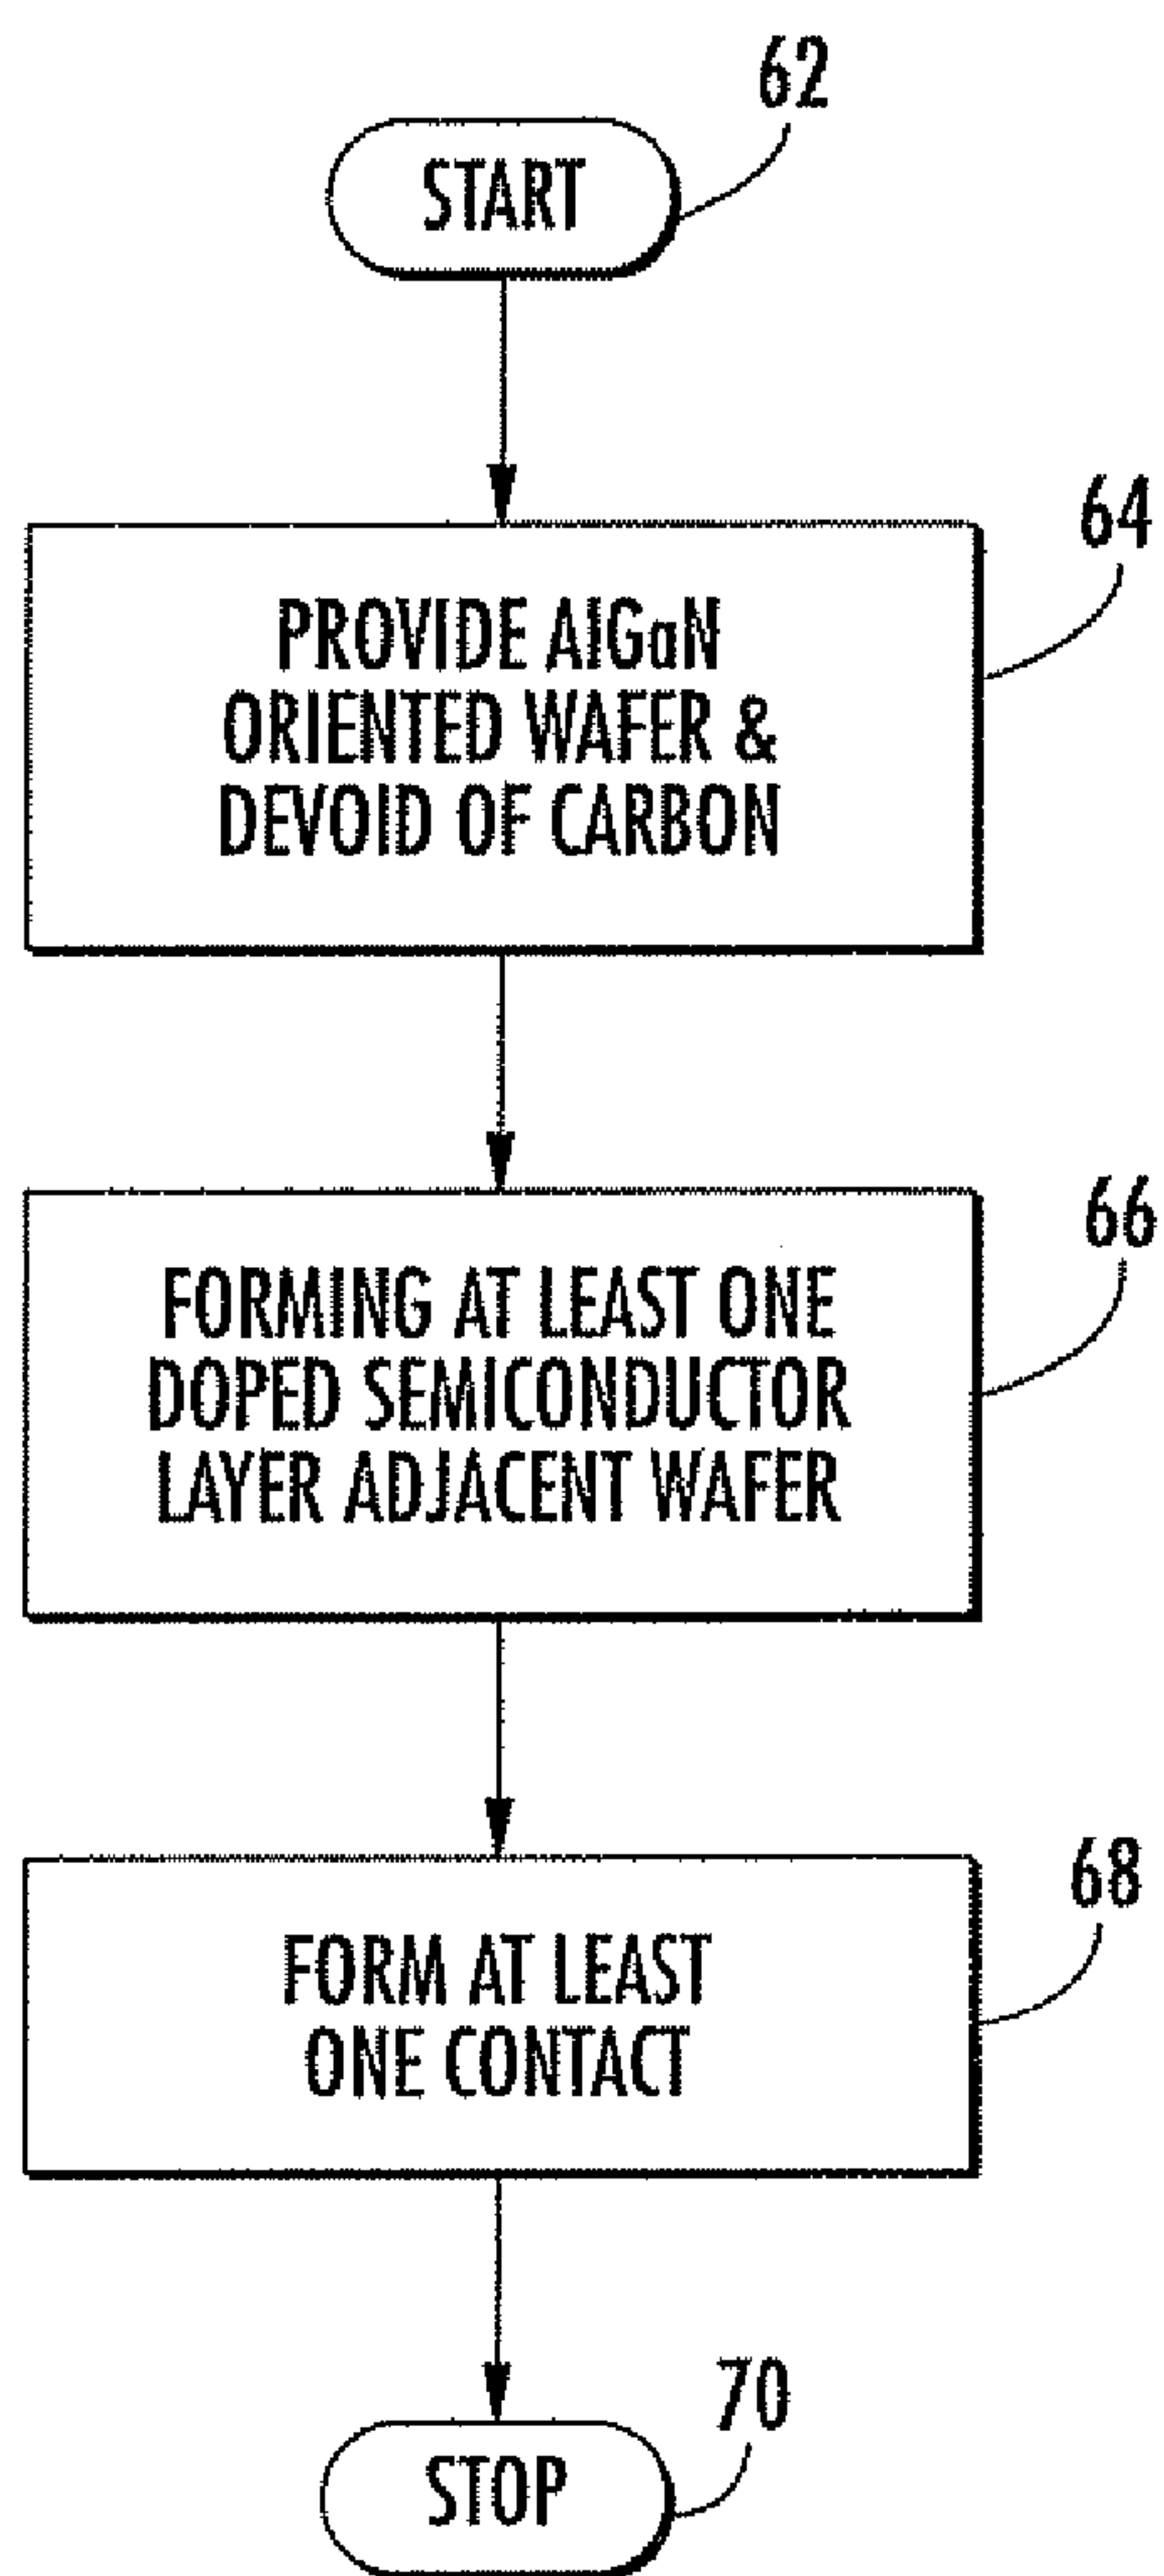 62
START
64
PROVIDE AlGaN
ORIENTED WAFER &
DEVOID OF CARBON
66
FORMING AT LEAST ONE
DOPED SEMICONDUCTOR
LAYER ADJACENT WAFER
68
FORM AT LEAST
ONE CONTACT
70
STOP